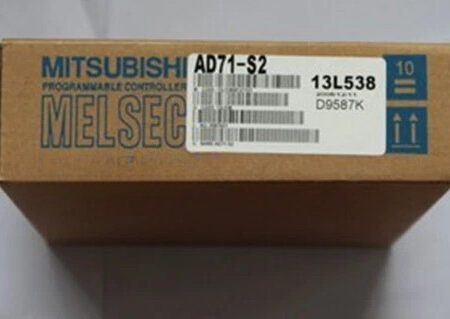 MITSUBISHI
PROGRAMMABLE CONTROLLER
MELSEC
AD71-S2
13L538
D9587K
10